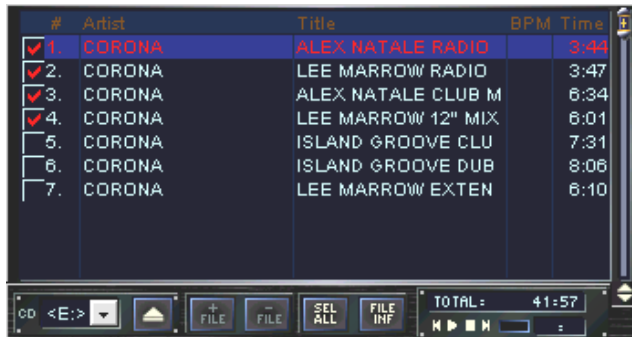 # Artist Title BPM Time
1. CORONA ALEX NATALE RADIO 3:44
2. CORONA LEE MARROW RADIO 3:47
3. CORONA ALEX NATALE CLUB M 6:34
4. CORONA LEE MARROW 12" MIX 6:01
5. CORONA ISLAND GROOVE CLU 7:31
6. CORONA ISLAND GROOVE DUB 8:06
7. CORONA LEE MARROW EXTEN 6:10
CD <E:> + FILE - FILE SEL ALL FILE INF TOTAL: 41:57
: